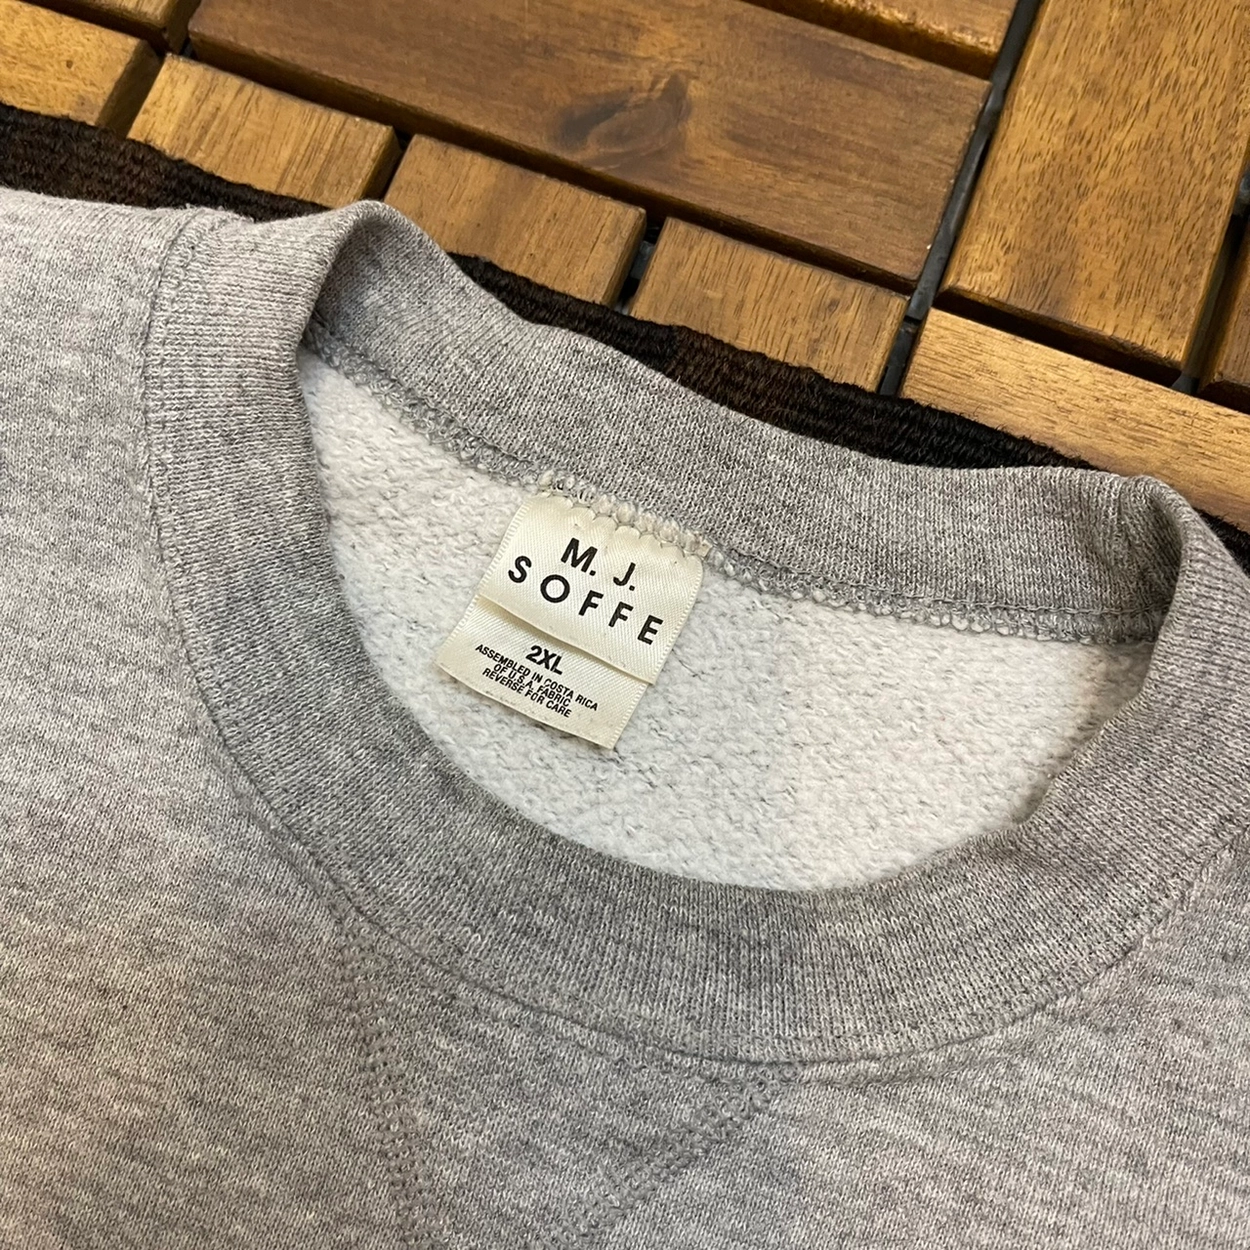 M. J.
SOFFE
2XL
ASSEMBLED IN COSTA RICA
OF U.S.A. FABRIC
REVERSE FOR CARE